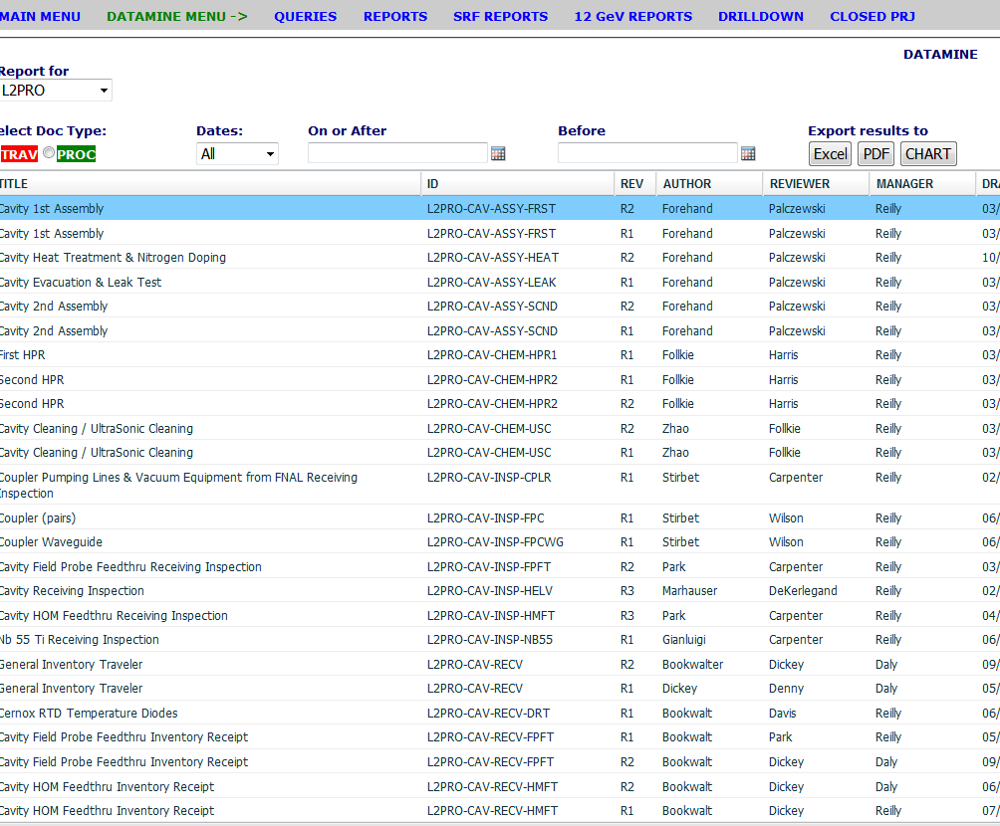 MAIN MENU DATAMINE MENU -> QUERIES REPORTS SRF REPORTS 12 GeV REPORTS DRILLDOWN CLOSED PRJ
DATAMINE
Report for
L2PRO
elect Doc Type: Dates: On or After Before Export results to
TRAV PROC All Excel PDF CHART
TITLE ID REV AUTHOR REVIEWER MANAGER DRA
Cavity 1st Assembly L2PRO-CAV-ASSY-FRST R2 Forehand Palczewski Reilly 03/
Cavity 1st Assembly L2PRO-CAV-ASSY-FRST R1 Forehand Palczewski Reilly 03/
Cavity Heat Treatment & Nitrogen Doping L2PRO-CAV-ASSY-HEAT R2 Forehand Palczewski Reilly 10/
Cavity Evacuation & Leak Test L2PRO-CAV-ASSY-LEAK R1 Forehand Palczewski Reilly 03/
Cavity 2nd Assembly L2PRO-CAV-ASSY-SCND R2 Forehand Palczewski Reilly 03/
Cavity 2nd Assembly L2PRO-CAV-ASSY-SCND R1 Forehand Palczewski Reilly 03/
First HPR L2PRO-CAV-CHEM-HPR1 R1 Follkie Harris Reilly 03/
Second HPR L2PRO-CAV-CHEM-HPR2 R1 Follkie Harris Reilly 03/
Second HPR L2PRO-CAV-CHEM-HPR2 R2 Follkie Harris Reilly 03/
Cavity Cleaning / UltraSonic Cleaning L2PRO-CAV-CHEM-USC R2 Zhao Follkie Reilly 03/
Cavity Cleaning / UltraSonic Cleaning L2PRO-CAV-CHEM-USC R1 Zhao Follkie Reilly 03/
Coupler Pumping Lines & Vacuum Equipment from FNAL Receiving L2PRO-CAV-INSP-CPLR R1 Stirbet Carpenter Reilly 02/
Inspection
Coupler (pairs) L2PRO-CAV-INSP-FPC R1 Stirbet Wilson Reilly 06/
Coupler Waveguide L2PRO-CAV-INSP-FPCWG R1 Stirbet Wilson Reilly 06/
Cavity Field Probe Feedthru Receiving Inspection L2PRO-CAV-INSP-FPFT R2 Park Carpenter Reilly 03/
Cavity Receiving Inspection L2PRO-CAV-INSP-HELV R3 Marhauser DeKerlegand Reilly 02/
Cavity HOM Feedthru Receiving Inspection L2PRO-CAV-INSP-HMFT R3 Park Carpenter Reilly 04/
Nb 55 Ti Receiving Inspection L2PRO-CAV-INSP-NB55 R1 Gianluigi Carpenter Reilly 06/
General Inventory Traveler L2PRO-CAV-RECV R2 Bookwalter Dickey Daly 09/
General Inventory Traveler L2PRO-CAV-RECV R1 Dickey Denny Daly 05/
Cernox RTD Temperature Diodes L2PRO-CAV-RECV-DRT R1 Bookwalt Davis Reilly 06/
Cavity Field Probe Feedthru Inventory Receipt L2PRO-CAV-RECV-FPFT R1 Bookwalt Park Reilly 05/
Cavity Field Probe Feedthru Inventory Receipt L2PRO-CAV-RECV-FPFT R2 Bookwalt Dickey Daly 09/
Cavity HOM Feedthru Inventory Receipt L2PRO-CAV-RECV-HMFT R2 Bookwalt Dickey Daly 06/
Cavity HOM Feedthru Inventory Receipt L2PRO-CAV-RECV-HMFT R1 Bookwalt Dickey Reilly 07/